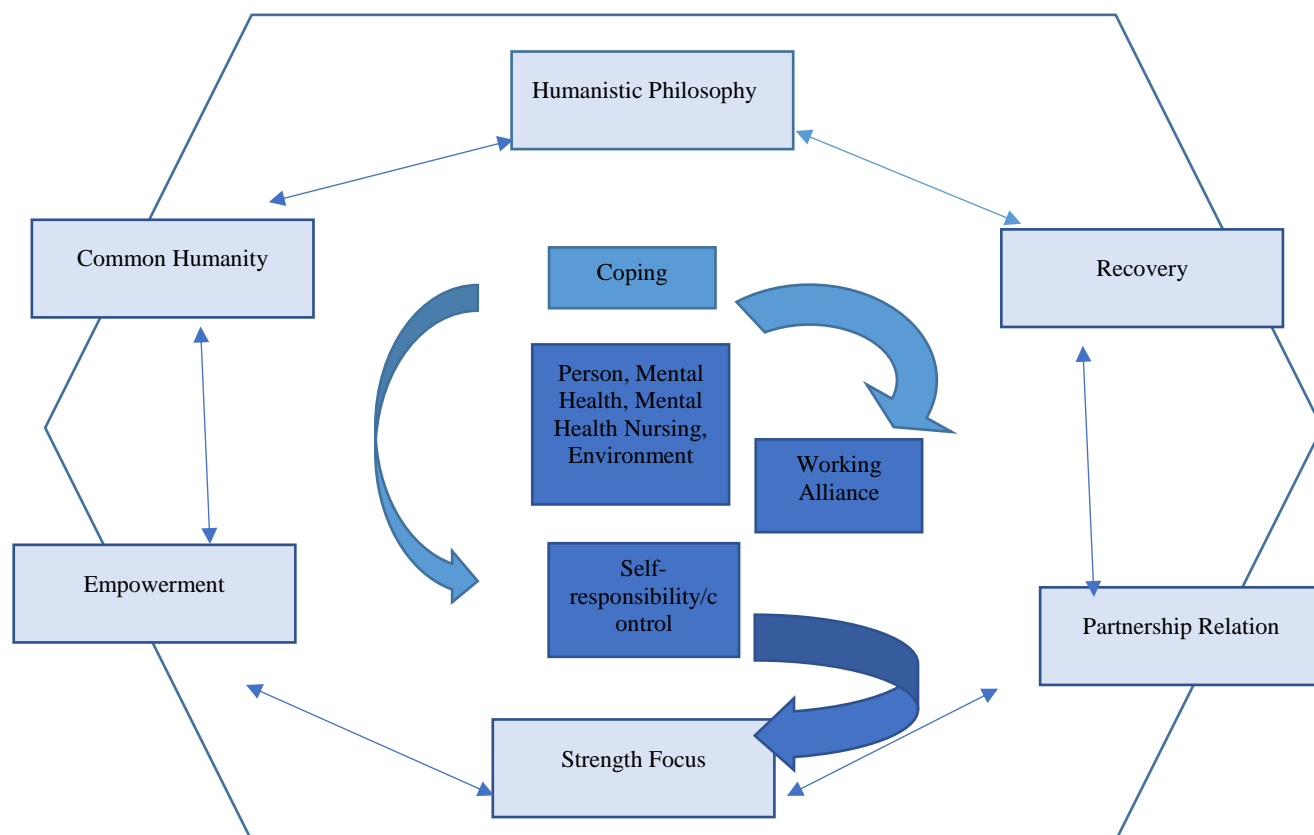 Humanistic Philosophy
Common Humanity
Recovery
Coping
Person, Mental
Health, Mental
Health Nursing,
Environment
Working
Alliance
Self-
responsibility/c
ontrol
Empowerment
Partnership Relation
Strength Focus